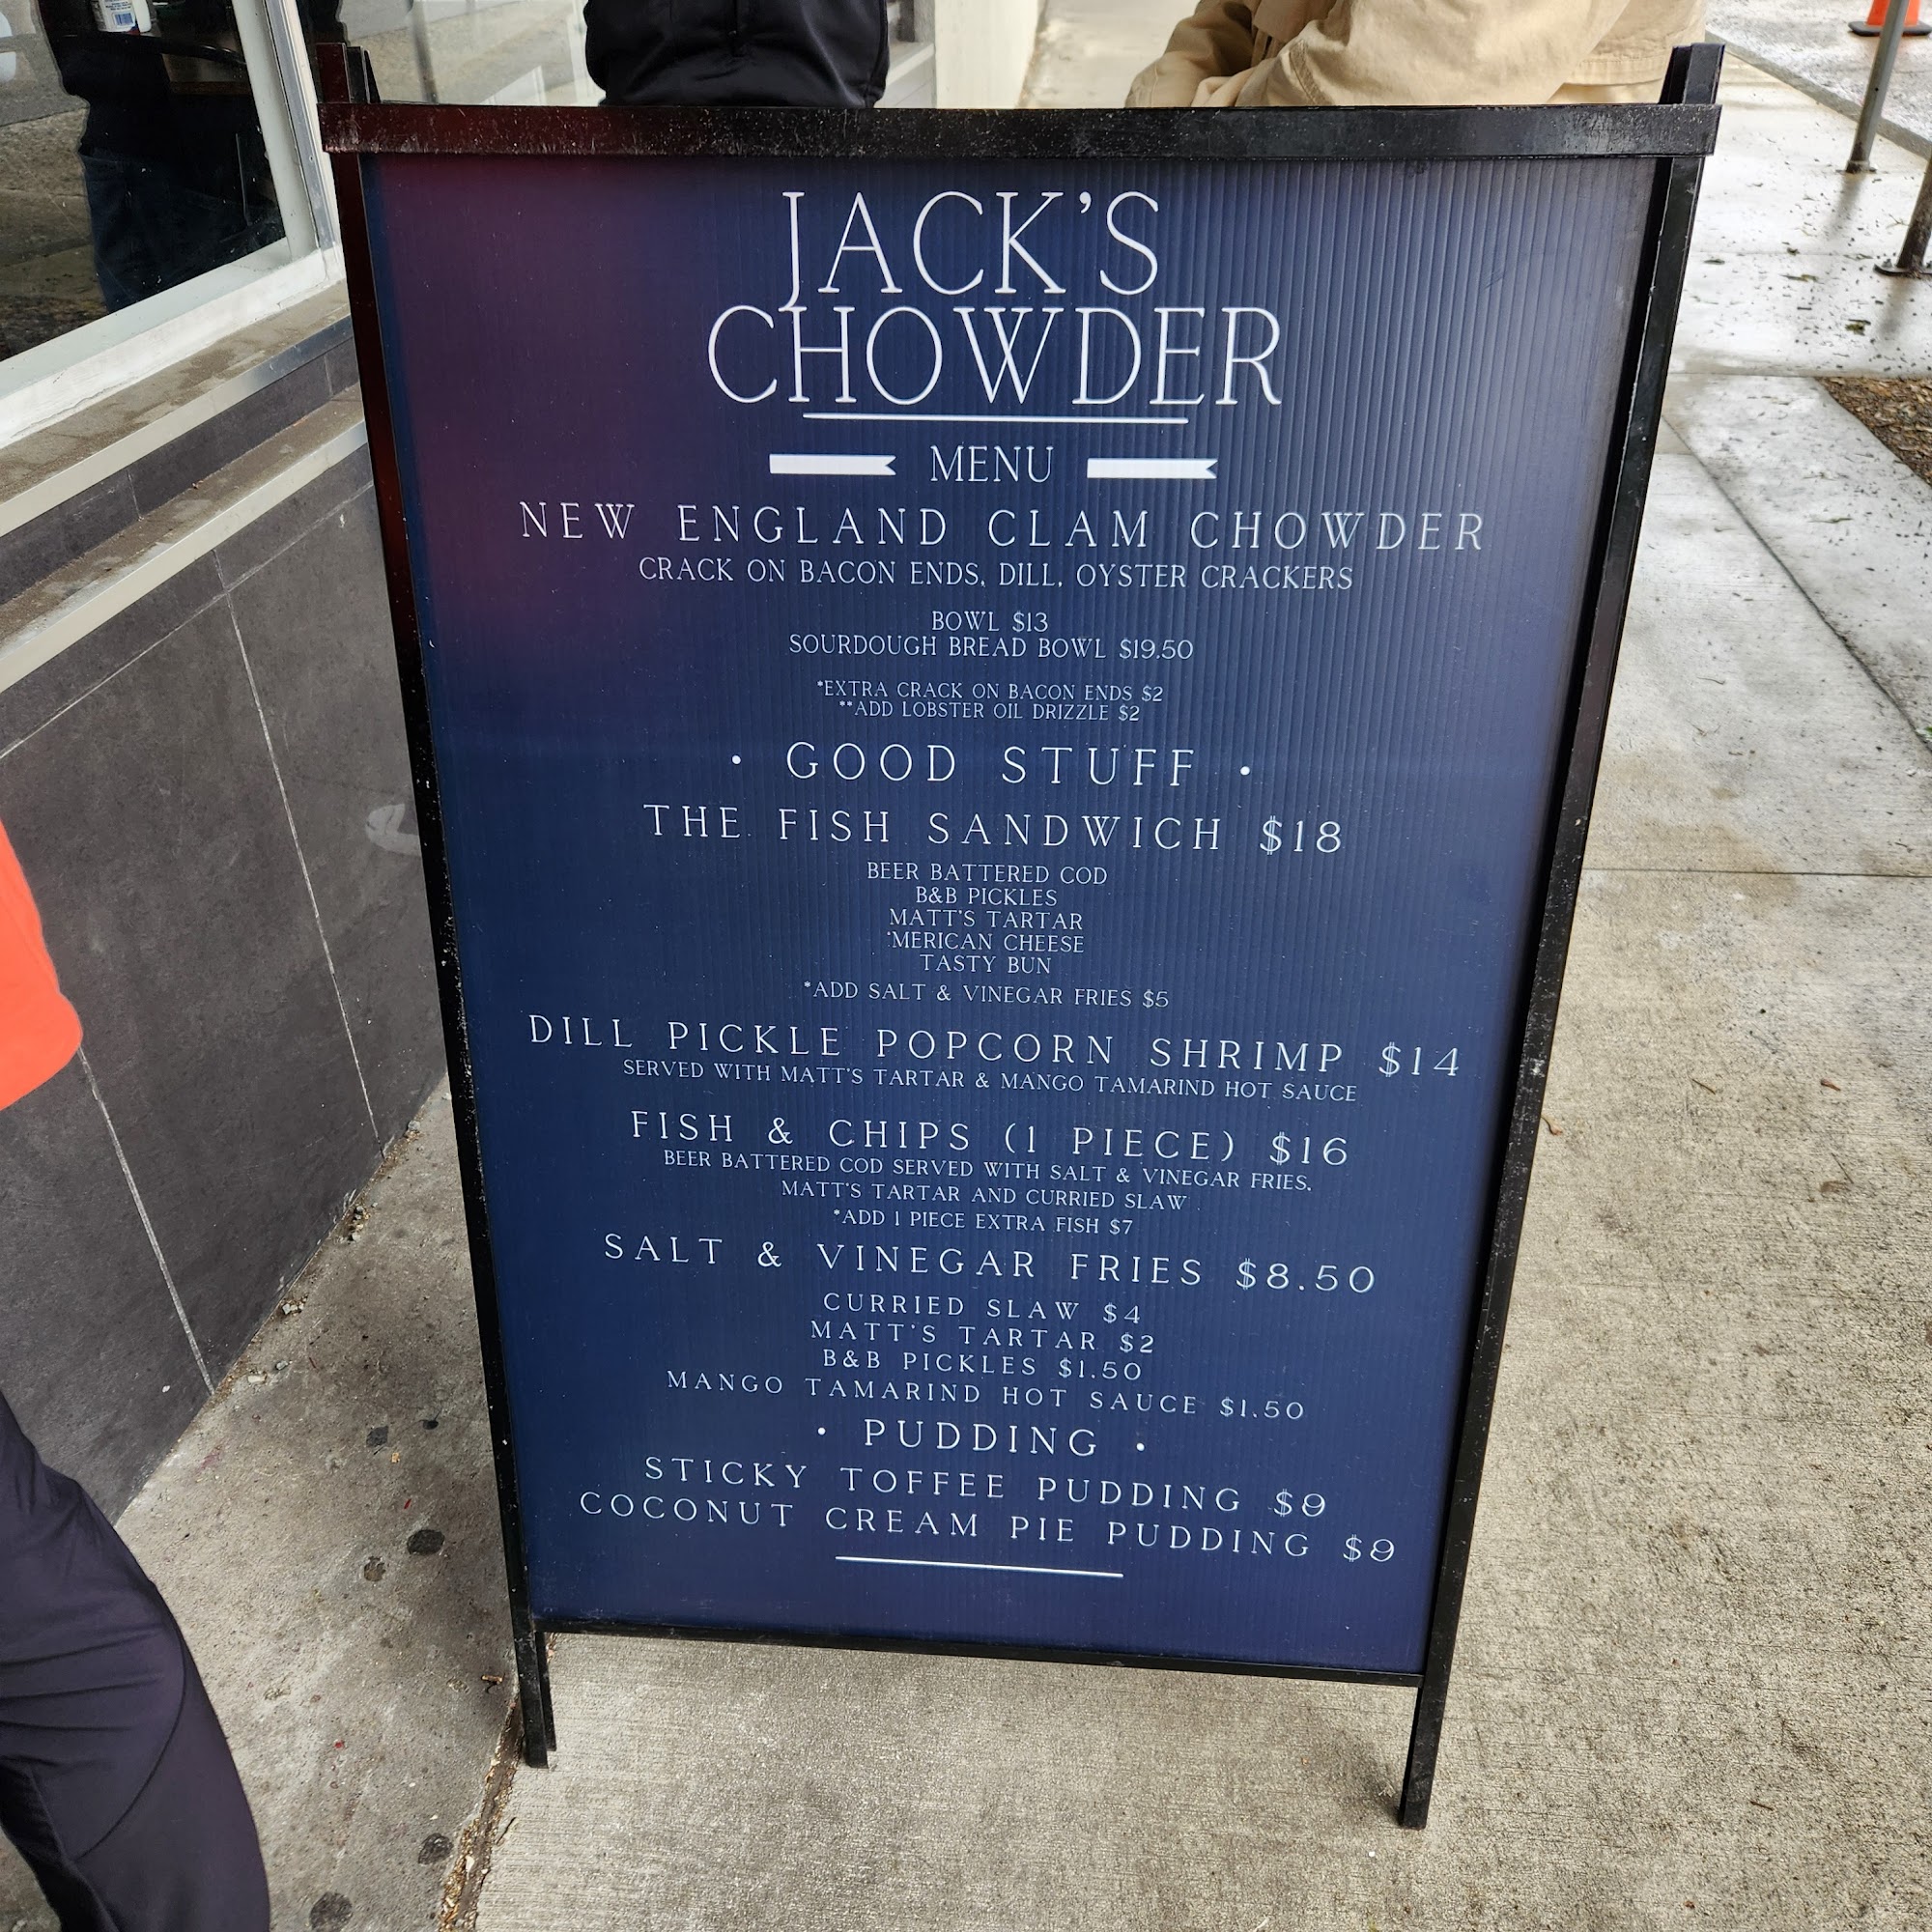 JACK'S
CHOWDER
MENU
NEW ENGLAND CLAM CHOWDER
CRACK ON BACON ENDS, DILL, OYSTER CRACKERS
BOWL $13
SOURDOUGH BREAD BOWL $19.50
*EXTRA CRACK ON BACON ENDS $2
**ADD LOBSTER OIL DRIZZLE $2
• GOOD STUFF •
THE FISH SANDWICH $18
BEER BATTERED COD
B&B PICKLES
MATT'S TARTAR
'MERICAN CHEESE
TASTY BUN
*ADD SALT & VINEGAR FRIES $5
DILL PICKLE POPCORN SHRIMP $14
SERVED WITH MATT'S TARTAR & MANGO TAMARIND HOT SAUCE
FISH & CHIPS (1 PIECE) $16
BEER BATTERED COD SERVED WITH SALT & VINEGAR FRIES,
MATT'S TARTAR AND CURRIED SLAW
*ADD 1 PIECE EXTRA FISH $7
SALT & VINEGAR FRIES $8.50
CURRIED SLAW $4
MATT'S TARTAR $2
B&B PICKLES $1.50
MANGO TAMARIND HOT SAUCE $1.50
• PUDDING •
STICKY TOFFEE PUDDING $9
COCONUT CREAM PIE PUDDING $9